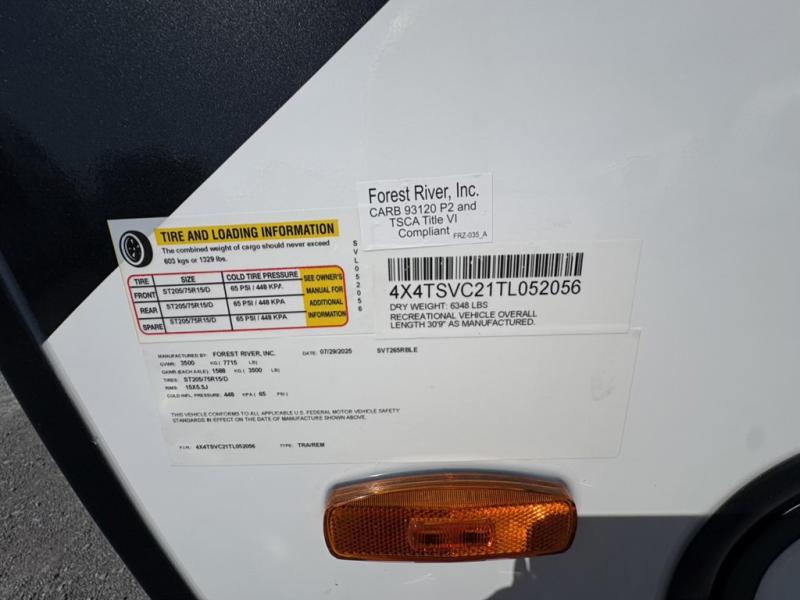 Forest River, Inc.
CARB 93120 P2 and
TSCA Title VI
Compliant FRZ-035_A
TIRE AND LOADING INFORMATION
The combined weight of cargo should never exceed
603 kgs or 1329 lbs.
TIRE SIZE COLD TIRE PRESSURE SEE OWNER'S MANUAL FOR ADDITIONAL INFORMATION
FRONT ST205/75R15/D 65 PSI / 448 KPA
REAR ST205/75R15/D 65 PSI / 448 KPA
SPARE ST205/75R15/D 65 PSI / 448 KPA
SVL052056
4X4TSVC21TL052056
DRY WEIGHT: 6348 LBS
RECREATIONAL VEHICLE OVERALL
LENGTH 30'9" AS MANUFACTURED.
MANUFACTURED BY: FOREST RIVER, INC. DATE: 07/29/2025 SVT265RBLE
GVWR: 3500 KG ( 7715 LB)
GAWR (EACH AXLE): 1588 KG ( 3500 LB)
TIRES: ST205/75R15/D
RIMS: 15X5.5J
COLD INFL. PRESSURE: 448 KPA ( 65 PSI )
THIS VEHICLE CONFORMS TO ALL APPLICABLE U.S. FEDERAL MOTOR VEHICLE SAFETY
STANDARDS IN EFFECT ON THE DATE OF MANUFACTURE SHOWN ABOVE.
V.I.N.: 4X4TSVC21TL052056 TYPE: TRA/REM